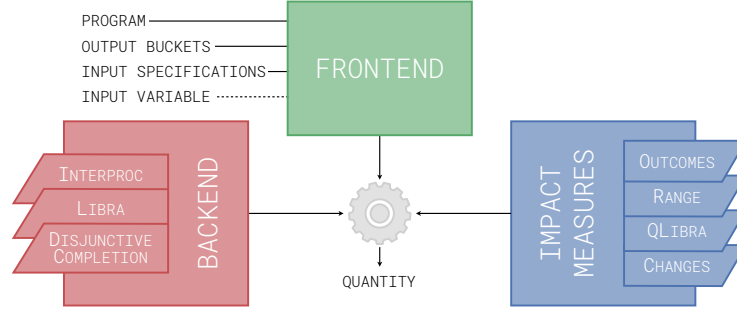 PROGRAM
OUTPUT BUCKETS
INPUT SPECIFICATIONS
INPUT VARIABLE
FRONTEND
INTERPROC
LIBRA
DISJUNCTIVE
COMPLETION
BACKEND
IMPACT
MEASURES
OUTCOMES
RANGE
QLIBRA
CHANGES
QUANTITY